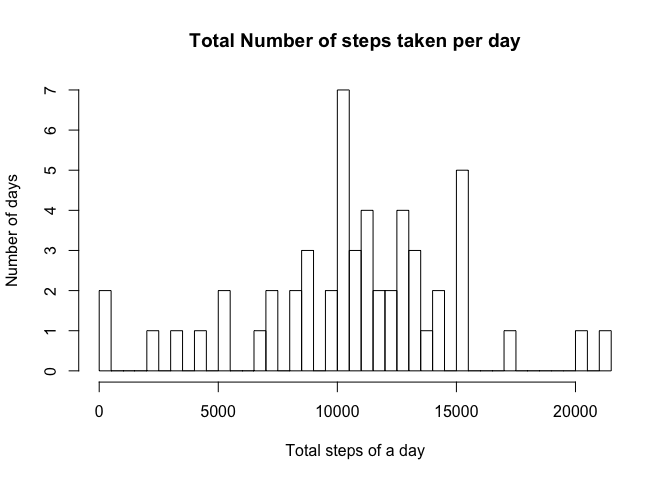 Total Number of steps taken per day
Number of days
7
6
5
4
3
2
1
0
0 5000 10000 15000 20000
Total steps of a day